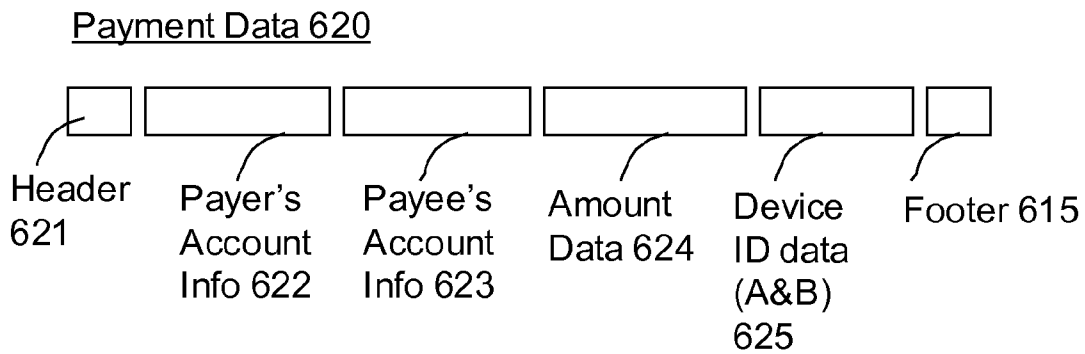 Payment Data 620
Header
621
Payer’s
Account
Info 622
Payee’s
Account
Info 623
Amount
Data 624
Device
ID data
(A&B)
625
Footer 615